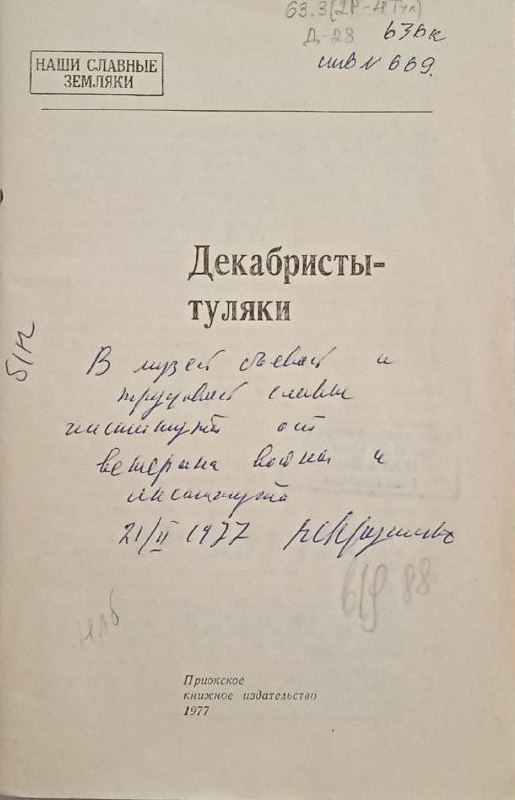 63.3(2Р-4Тул)
Д-28 636к
инв N 669.
НАШИ СЛАВНЫЕ
ЗЕМЛЯКИ
Декабристы-
туляки
б/к
В музей боевой и
трудовой славы
института от
ветерана войны и
института
21/II 1977
88
Приокское
книжное издательство
1977